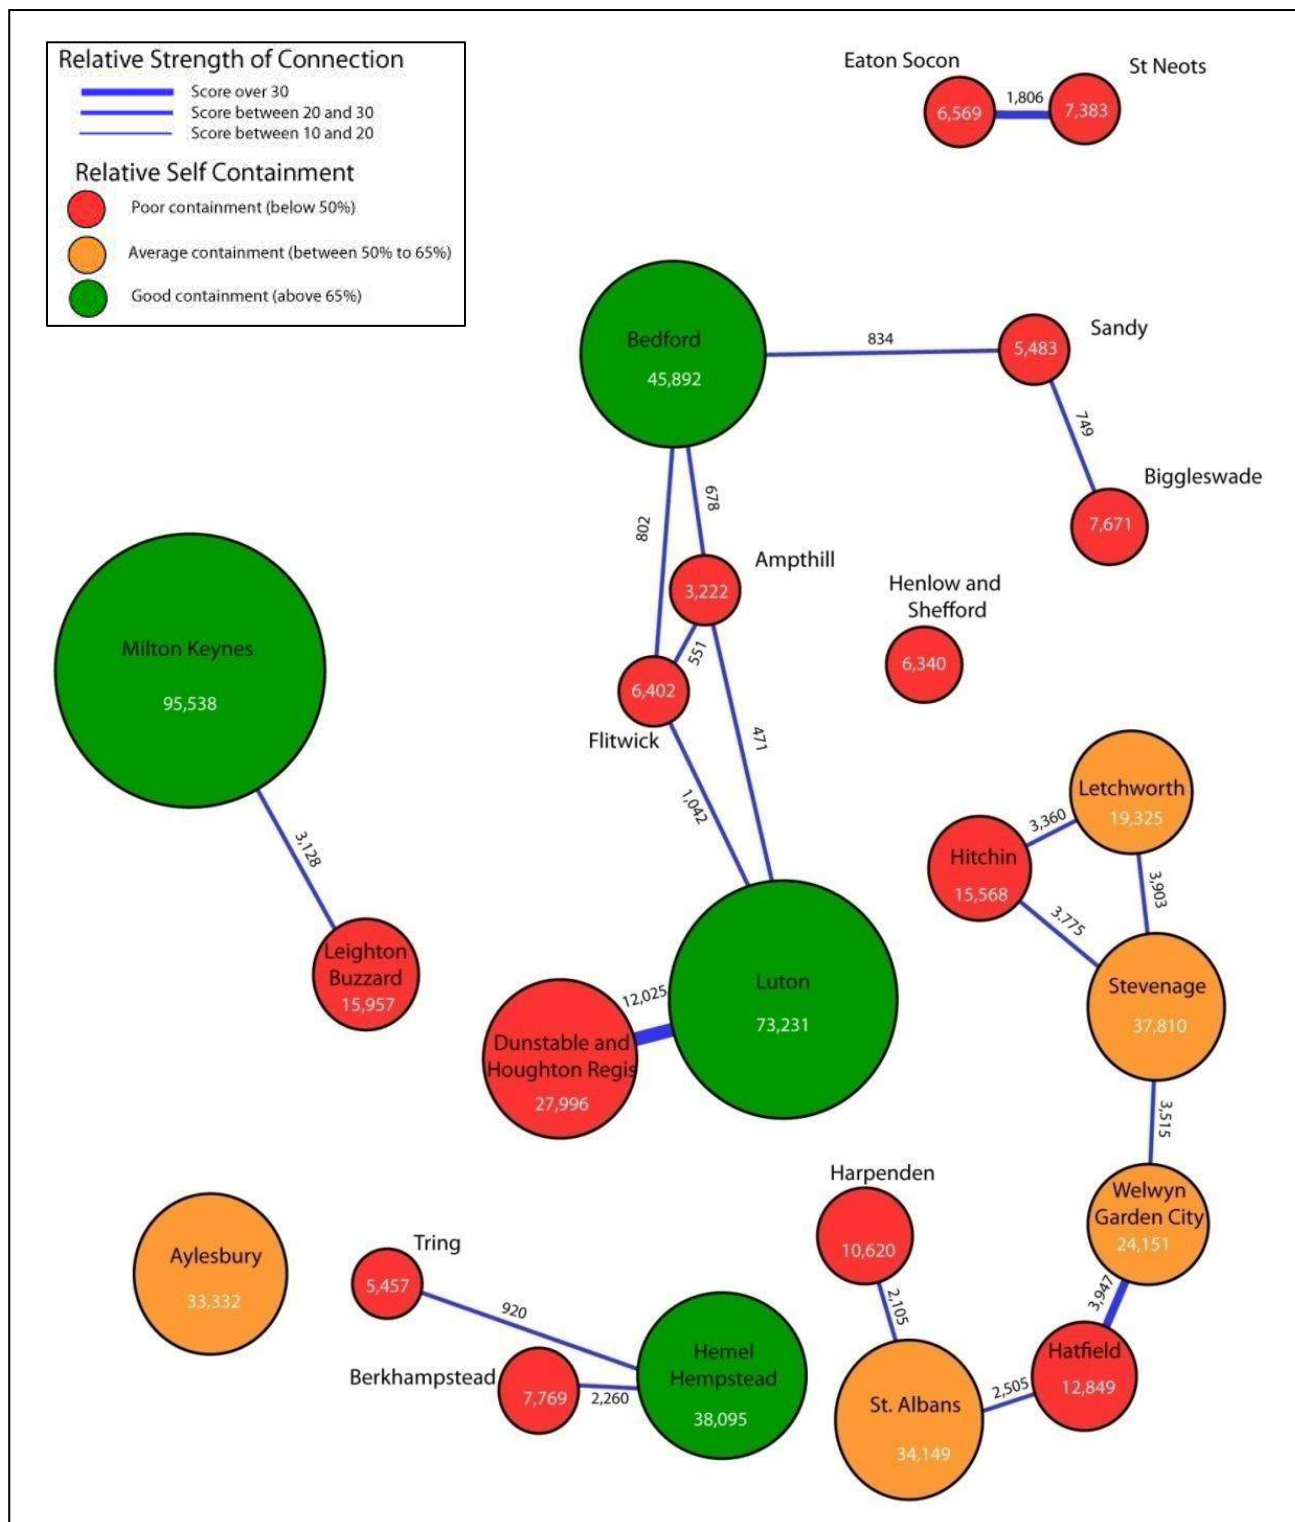 Relative Strength of Connection
Score over 30
Score between 20 and 30
Score between 10 and 20
Relative Self Containment
Poor containment (below 50%)
Average containment (between 50% to 65%)
Good containment (above 65%)
Eaton Socon
St Neots
1,806
6,569
7,383
Bedford
45,892
834
Sandy
5,483
749
Biggleswade
7,671
802
678
Ampthill
3,222
551
Henlow and
Shefford
6,340
Milton Keynes
95,538
6,402
Flitwick
471
1,042
3,128
Letchworth
19,325
3,360
Hitchin
15,568
3,903
3.775
Leighton
Buzzard
15,957
Luton
73,231
12,025
Dunstable and
Houghton Regis
27,996
Stevenage
37,810
3,515
Harpenden
10,620
Welwyn
Garden City
24,151
Aylesbury
33,332
Tring
5,457
920
2,105
3,947
Berkhampstead
7,769
2,260
Hemel
Hempstead
38,095
Hatfield
12,849
2,505
St. Albans
34,149